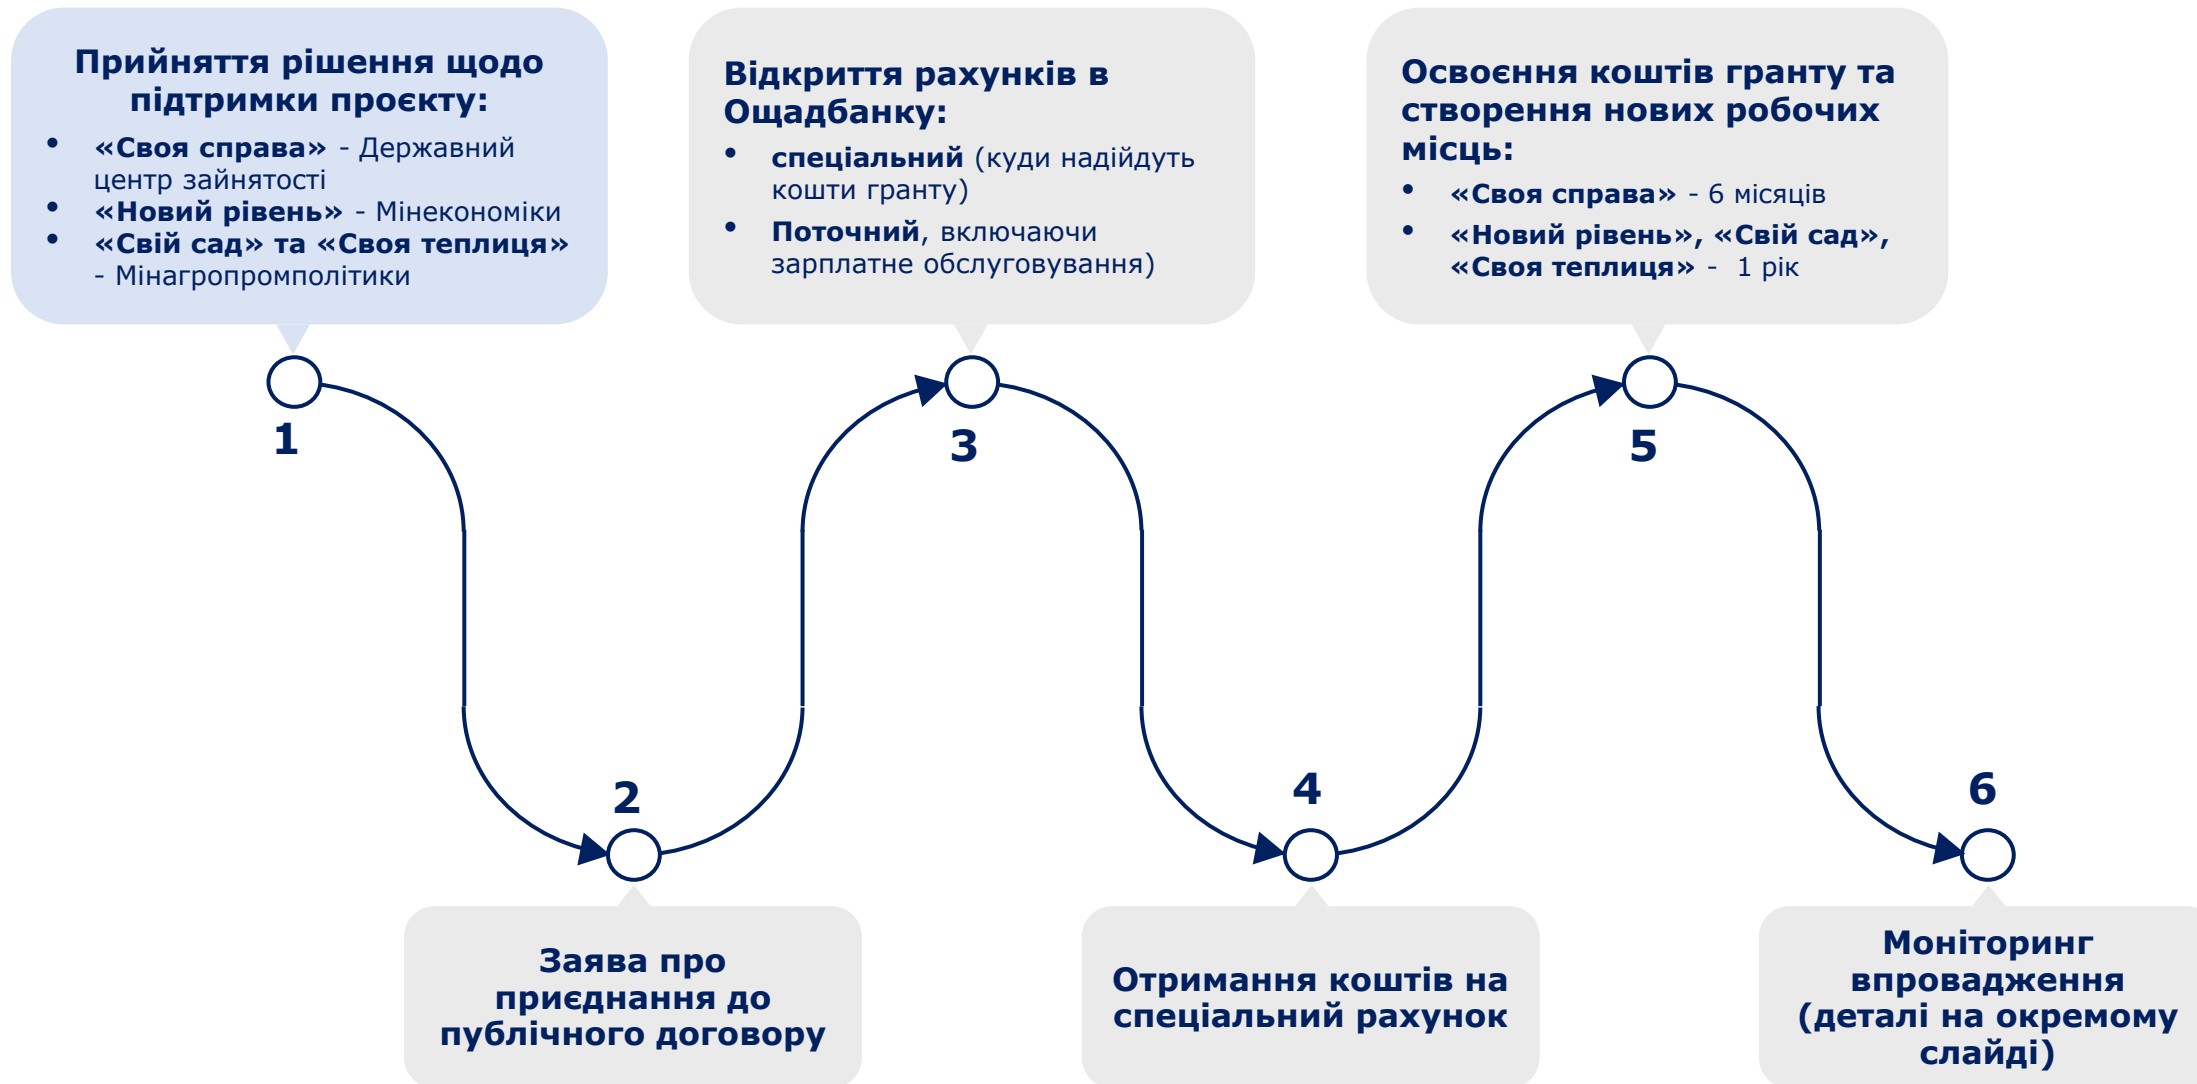 Прийняття рішення щодо
підтримки проєкту:
• «Своя справа» - Державний
центр зайнятості
• «Новий рівень» - Мінекономіки
• «Свій сад» та «Своя теплиця»
- Мінагропромполітики
1
Заява про
приєднання до
публічного договору
2
Відкриття рахунків в
Ощадбанку:
• спеціальний (куди надійдуть
кошти гранту)
• Поточний, включаючи
зарплатне обслуговування)
3
4
Отримання коштів на
спеціальний рахунок
Освоєння коштів гранту та
створення нових робочих
місць:
• «Своя справа» - 6 місяців
• «Новий рівень», «Свій сад»,
«Своя теплиця» - 1 рік
5
6
Моніторинг
впровадження
(деталі на окремому
слайді)